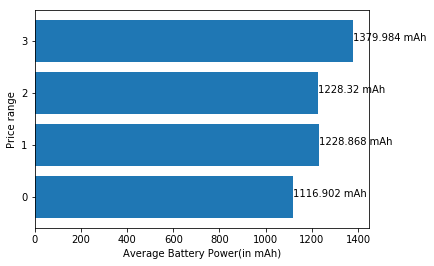 3
1379.984 mAh
2
1228.32 mAh
1
1228.868 mAh
0
1116.902 mAh
Price range
0 200 400 600 800 1000 1200 1400
Average Battery Power(in mAh)